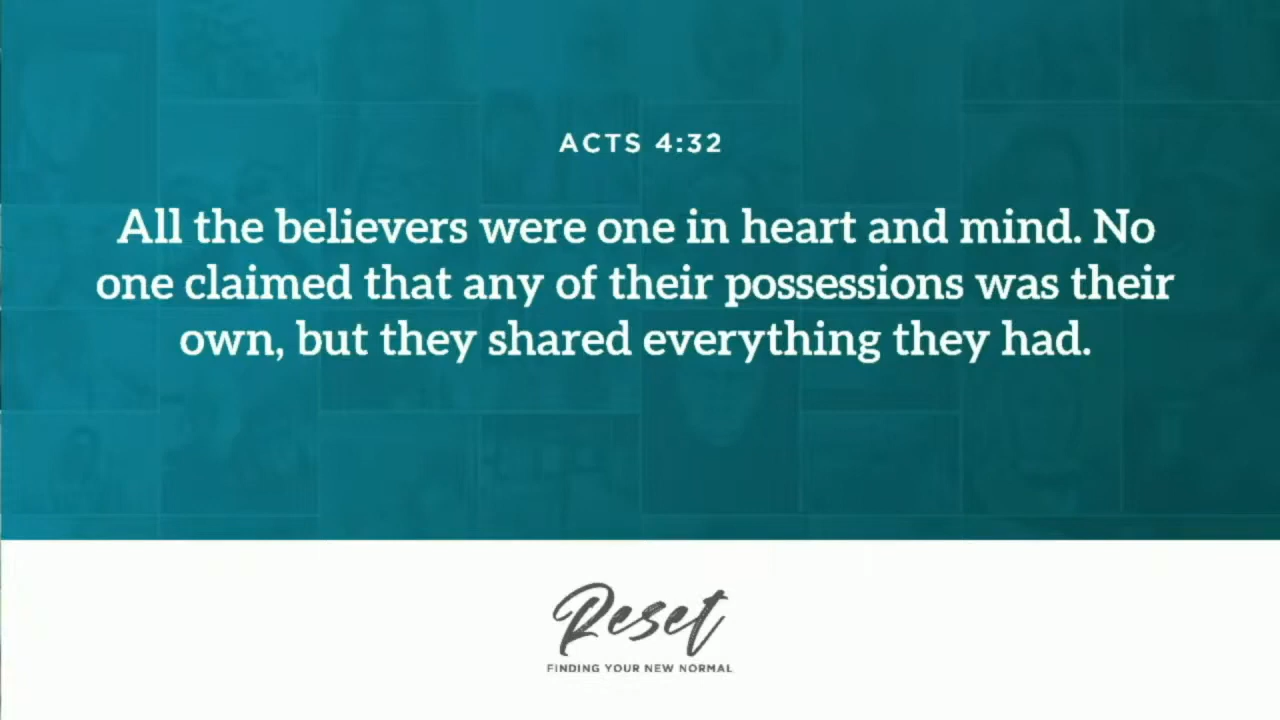 ACTS 4:32
All the believers were one in heart and mind. No
one claimed that any of their possessions was their
own, but they shared everything they had.
Reset
FINDING YOUR NEW NORMAL